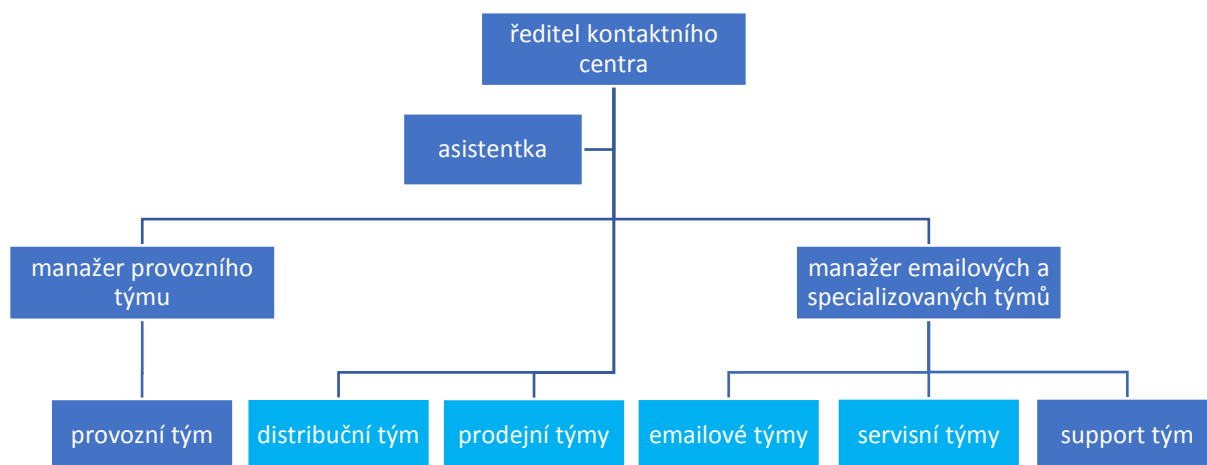 ředitel kontaktního
centra
asistentka
manažer provozního
týmu
manažer emailových a
specializovaných týmů
provozní tým
distribuční tým
prodejní týmy
emailové týmy
servisní týmy
support tým